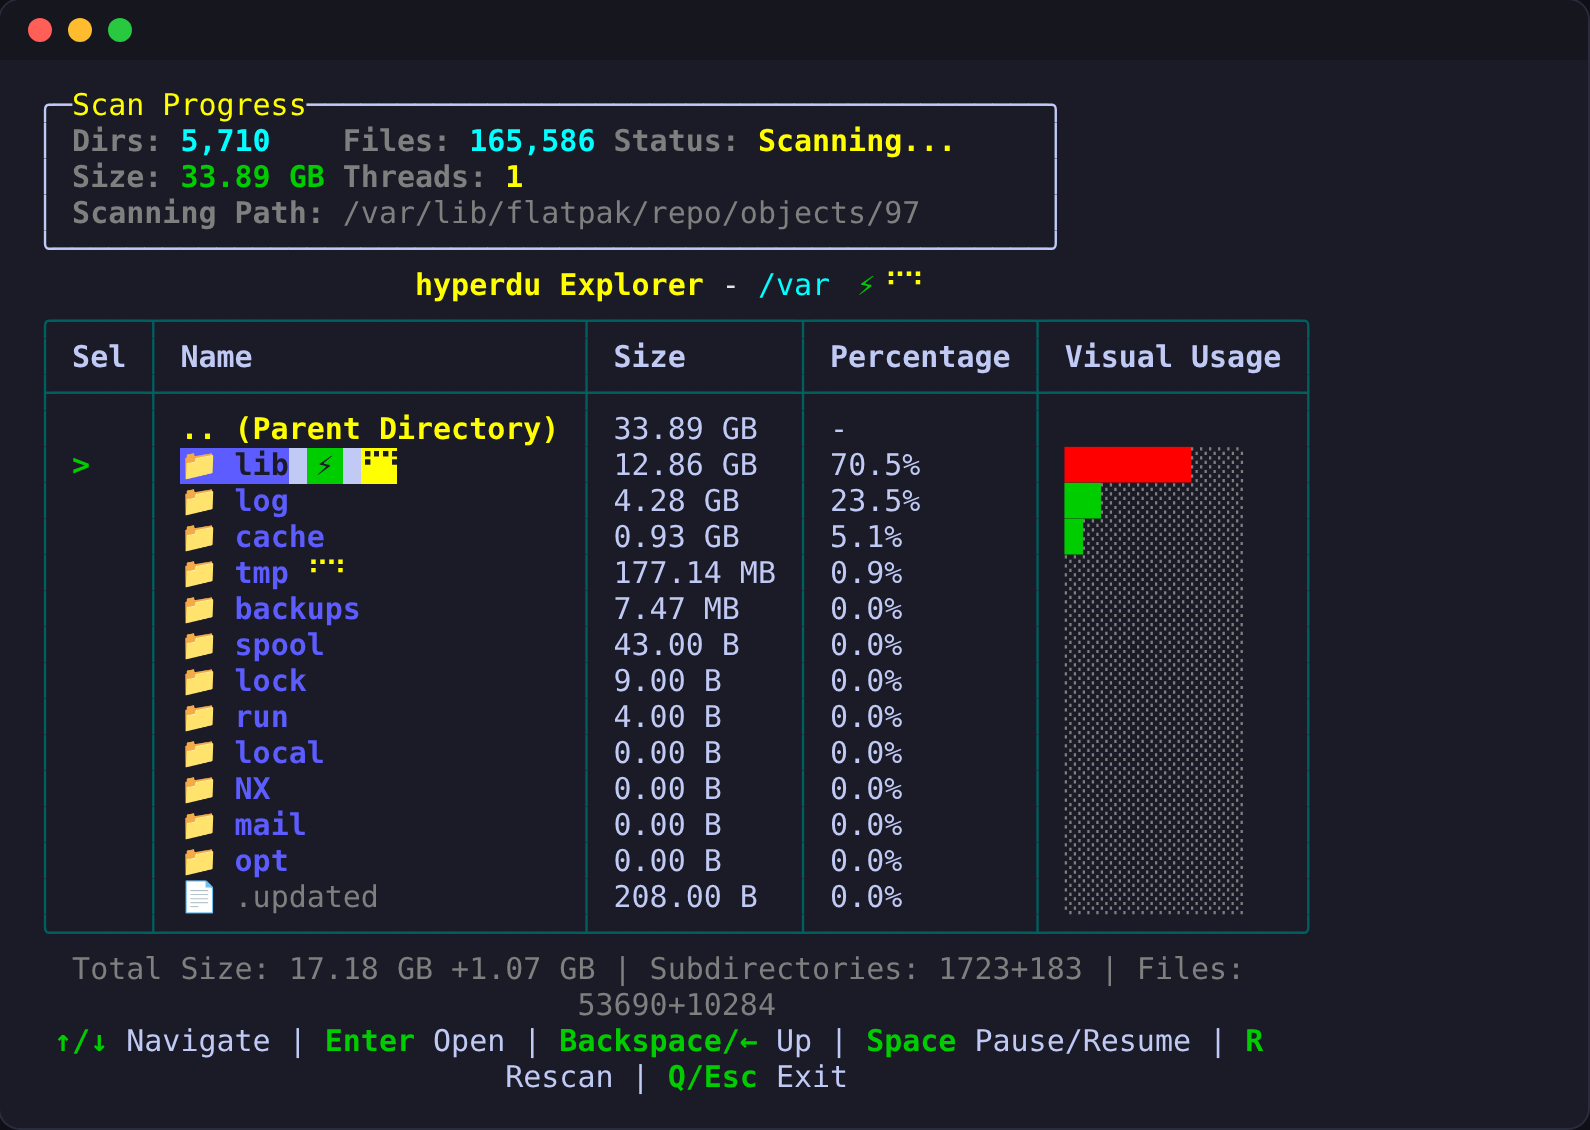 Scan Progress
Dirs: 5,710 Files: 165,586 Status: Scanning...
Size: 33.89 GB Threads: 1
Scanning Path: /var/lib/flatpak/repo/objects/97
hyperdu Explorer - /var ⚡
Sel Name Size Percentage Visual Usage
.. (Parent Directory) 33.89 GB -
> 📁 lib ⚡ 12.86 GB 70.5%
📁 log 4.28 GB 23.5%
📁 cache 0.93 GB 5.1%
📁 tmp 177.14 MB 0.9%
📁 backups 7.47 MB 0.0%
📁 spool 43.00 B 0.0%
📁 lock 9.00 B 0.0%
📁 run 4.00 B 0.0%
📁 local 0.00 B 0.0%
📁 NX 0.00 B 0.0%
📁 mail 0.00 B 0.0%
📁 opt 0.00 B 0.0%
📄 .updated 208.00 B 0.0%
Total Size: 17.18 GB +1.07 GB | Subdirectories: 1723+183 | Files:
53690+10284
↑/↓ Navigate | Enter Open | Backspace/← Up | Space Pause/Resume | R
Rescan | Q/Esc Exit